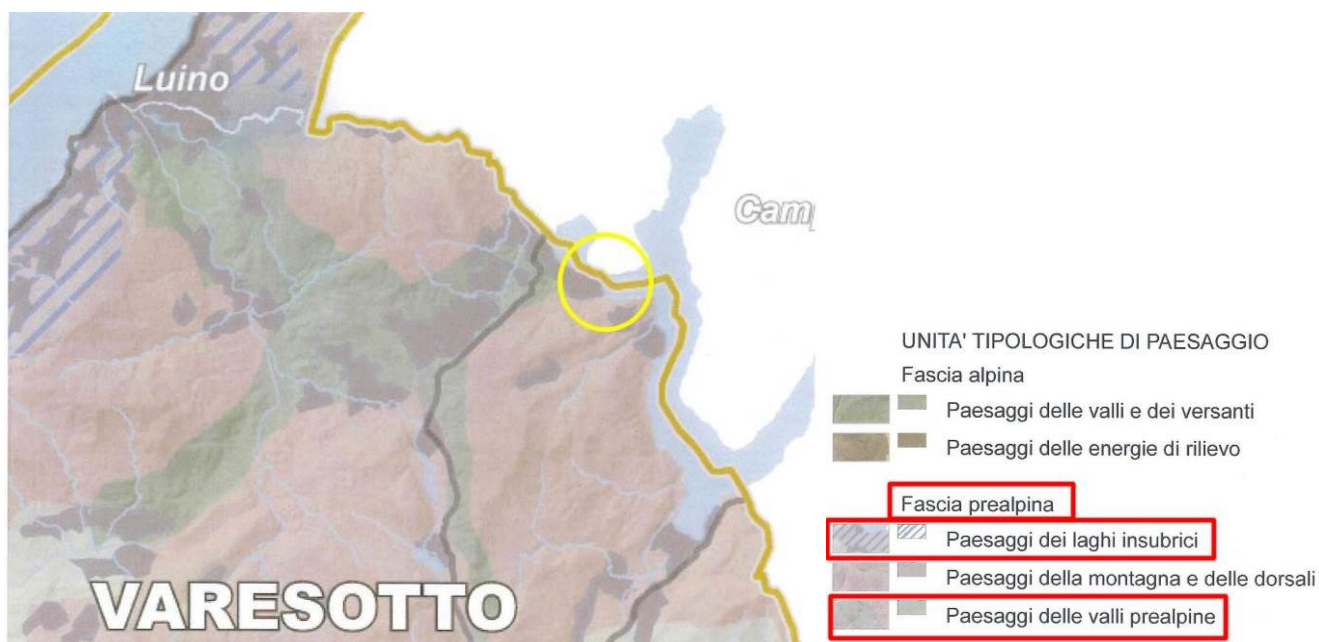 Luino
Cam
VARESOTTO
UNITA' TIPOLOGICHE DI PAESAGGIO
Fascia alpina
Paesaggi delle valli e dei versanti
Paesaggi delle energie di rilievo
Fascia prealpina
Paesaggi dei laghi insubrici
Paesaggi della montagna e delle dorsali
Paesaggi delle valli prealpine